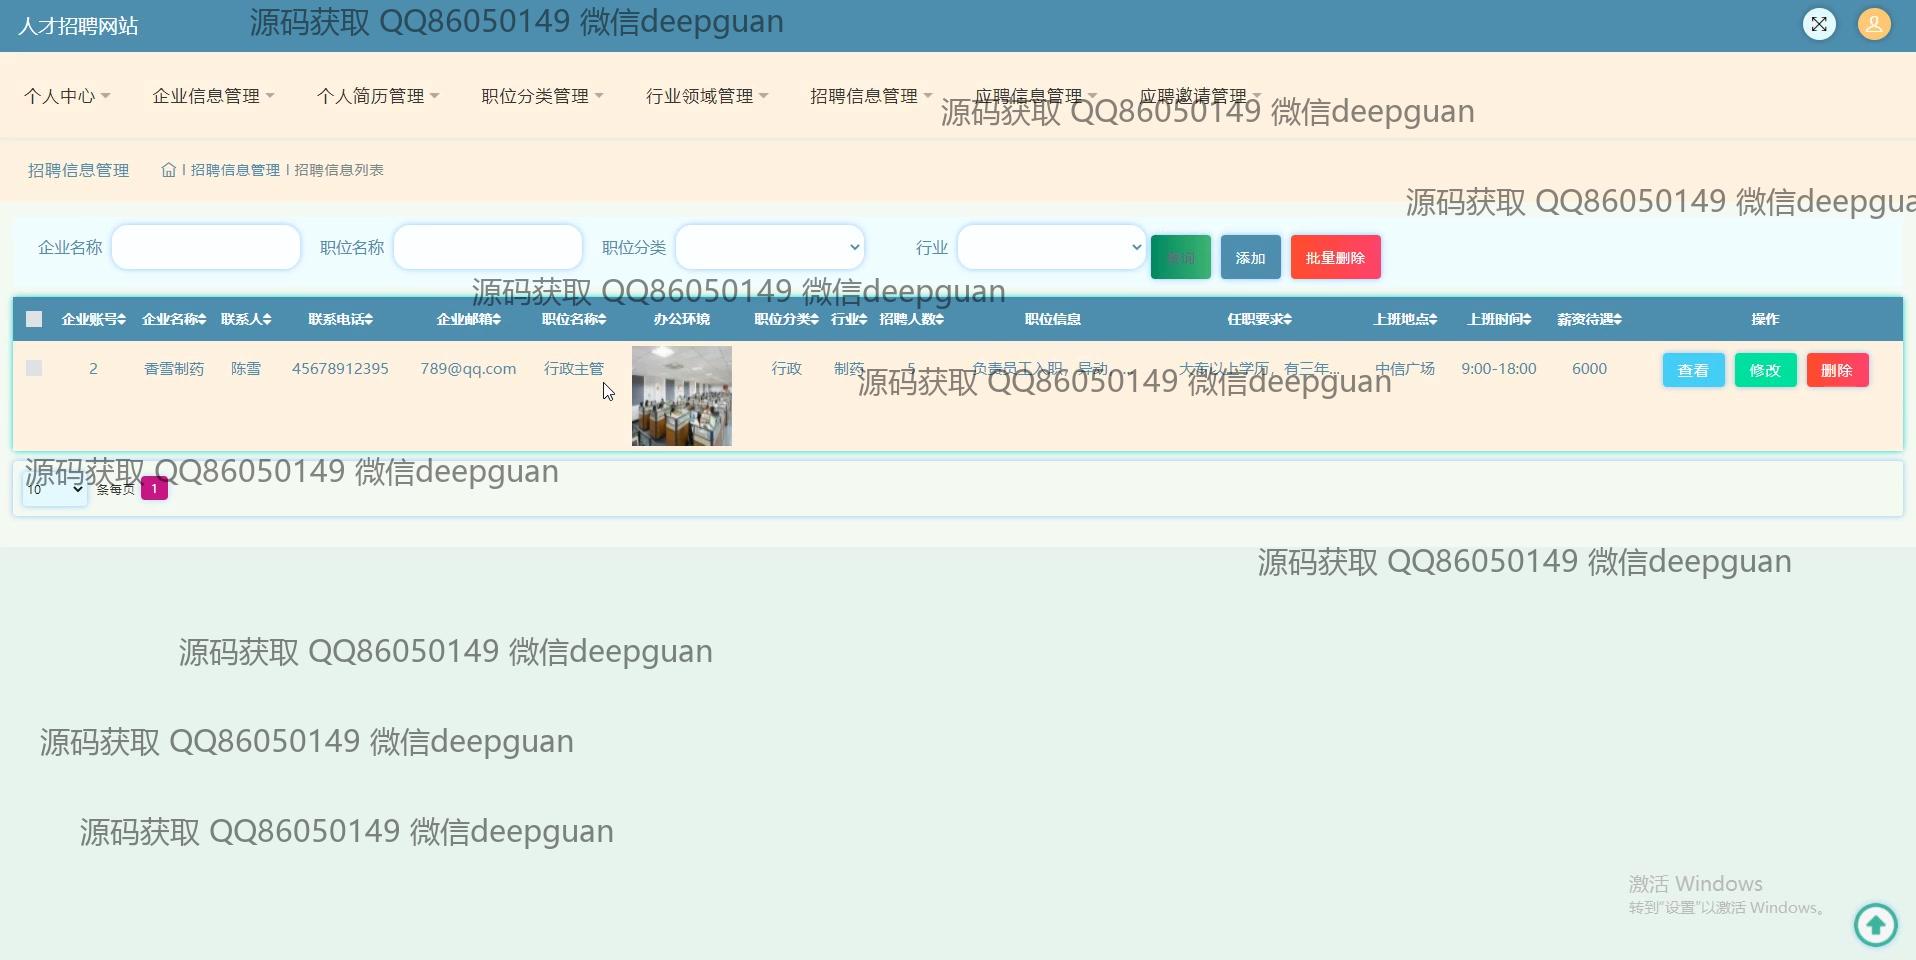 人才招聘网站
源码获取 QQ86050149 微信deepguan
个人中心 企业信息管理 个人简历管理 职位分类管理 行业领域管理 招聘信息管理 应聘信息管理 应聘邀请管理
源码获取 QQ86050149 微信deepguan
招聘信息管理 招聘信息管理 招聘信息列表
源码获取 QQ86050149 微信deepgua
企业名称 职位名称 职位分类 行业 查询 添加 批量删除
源码获取 QQ86050149 微信deepguan
企业账号 企业名称 联系人 联系电话 企业邮箱 职位名称 办公环境 职位分类 行业 招聘人数 职位信息 任职要求 上班地点 上班时间 薪资待遇 操作
2 香雪制药 陈雪 45678912395 789@qq.com 行政主管 行政 制药 5 负责员工入职、异动、... 大专以上学历，有三年... 中信广场 9:00-18:00 6000 查看 修改 删除
源码获取 QQ86050149 微信deepguan
源码获取 QQ86050149 微信deepguan
10 条每页 1
源码获取 QQ86050149 微信deepguan
源码获取 QQ86050149 微信deepguan
源码获取 QQ86050149 微信deepguan
源码获取 QQ86050149 微信deepguan
激活 Windows
转到"设置"以激活 Windows。